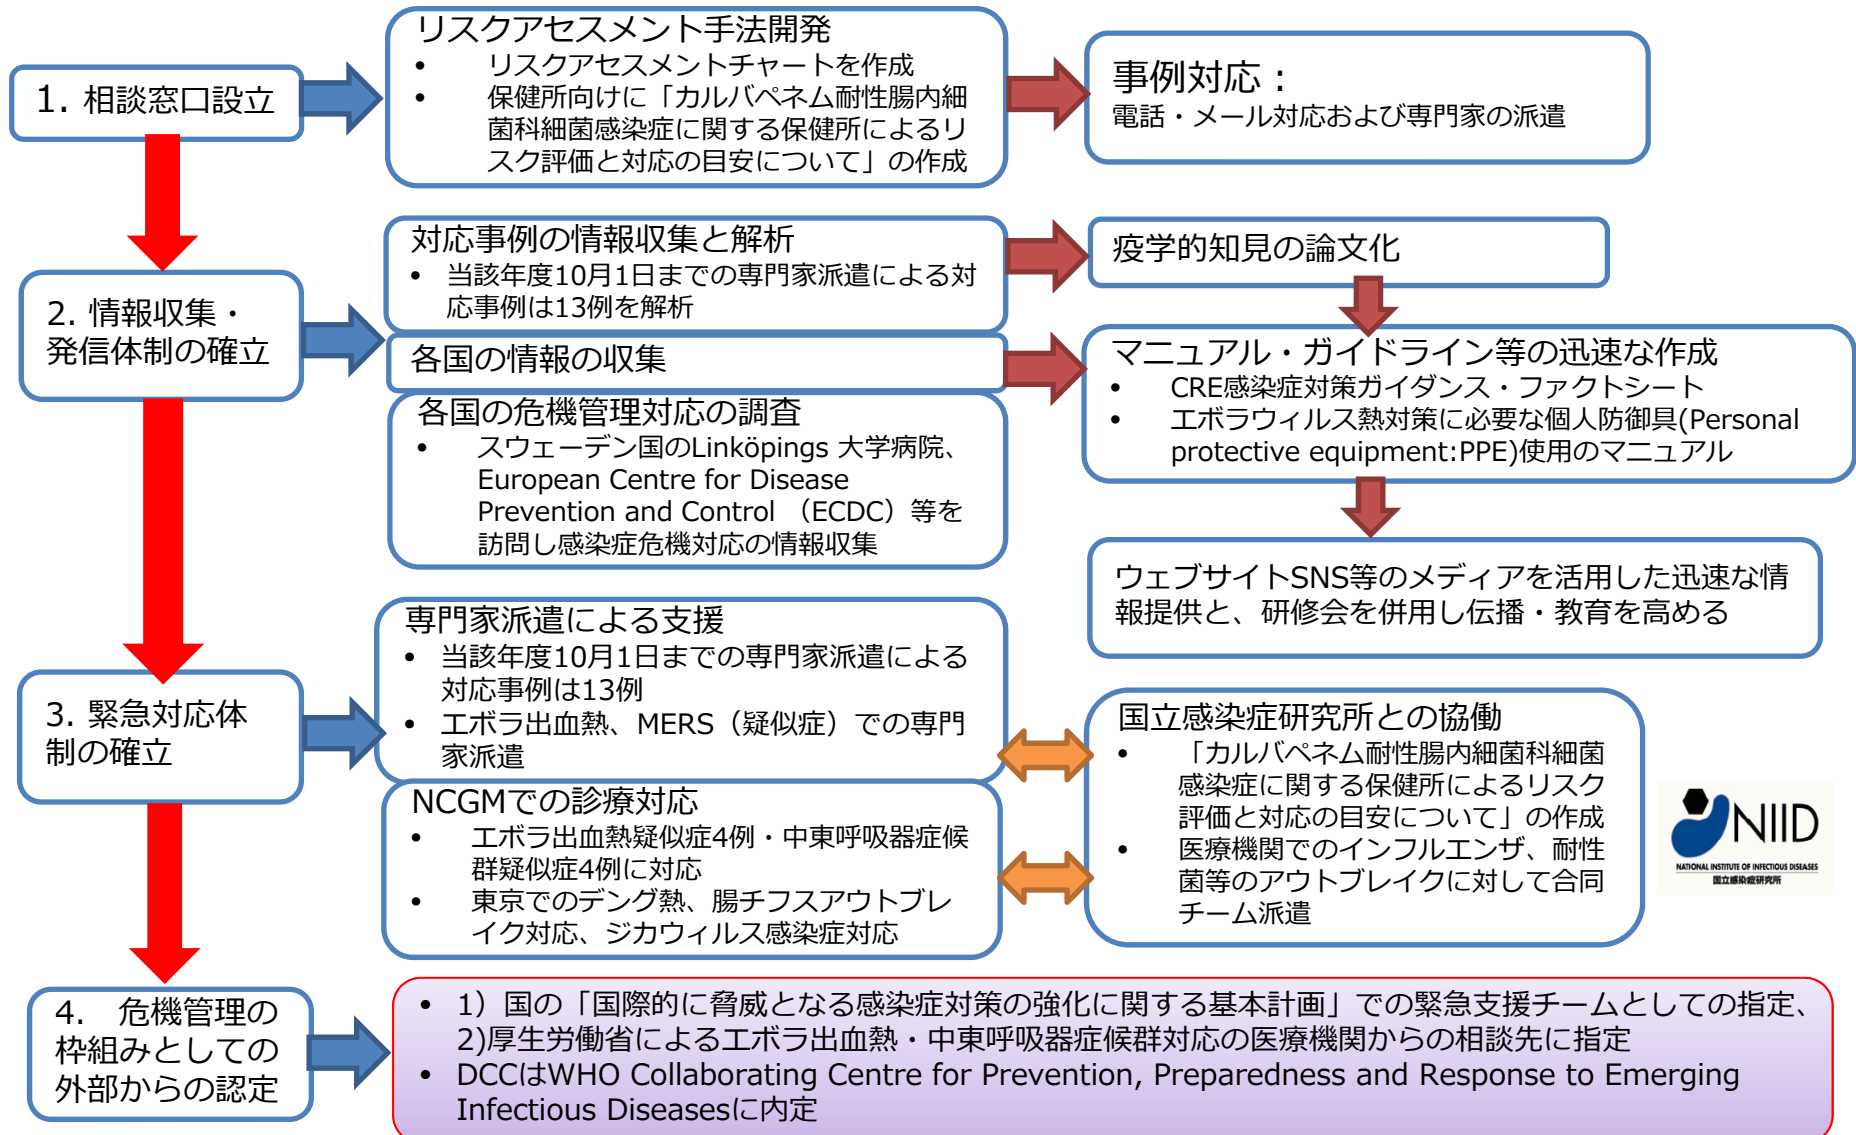 1. 相談窓口設立
リスクアセスメント手法開発
• リスクアセスメントチャートを作成
• 保健所向けに「カルバペネム耐性腸内細
菌科細菌感染症に関する保健所によるリ
スク評価と対応の目安について」の作成
事例対応：
電話・メール対応および専門家の派遣
2. 情報収集・
発信体制の確立
対応事例の情報収集と解析
• 当該年度10月1日までの専門家派遣による対
応事例は13例を解析
各国の情報の収集
各国の危機管理対応の調査
• スウェーデン国のLinköpings 大学病院、
European Centre for Disease
Prevention and Control （ECDC）等を
訪問し感染症危機対応の情報収集
疫学的知見の論文化
マニュアル・ガイドライン等の迅速な作成
• CRE感染症対策ガイダンス・ファクトシート
• エボラウィルス熱対策に必要な個人防御具(Personal
protective equipment:PPE)使用のマニュアル
ウェブサイトSNS等のメディアを活用した迅速な情
報提供と、研修会を併用し伝播・教育を高める
3. 緊急対応体
制の確立
専門家派遣による支援
• 当該年度10月1日までの専門家派遣による
対応事例は13例
• エボラ出血熱、MERS（疑似症）での専門
家派遣
NCGMでの診療対応
• エボラ出血熱疑似症4例・中東呼吸器症候
群疑似症4例に対応
• 東京でのデング熱、腸チフスアウトブレ
イク対応、ジカウィルス感染症対応
国立感染症研究所との協働
• 「カルバペネム耐性腸内細菌科細菌
感染症に関する保健所によるリスク
評価と対応の目安について」の作成
• 医療機関でのインフルエンザ、耐性
菌等のアウトブレイクに対して合同
チーム派遣
NIID
NATIONAL INSTITUTE OF INFECTIOUS DISEASES
国立感染症研究所
4. 危機管理の
枠組みとしての
外部からの認定
• 1）国の「国際的に脅威となる感染症対策の強化に関する基本計画」での緊急支援チームとしての指定、
2)厚生労働省によるエボラ出血熱・中東呼吸器症候群対応の医療機関からの相談先に指定
• DCCはWHO Collaborating Centre for Prevention, Preparedness and Response to Emerging
Infectious Diseasesに内定